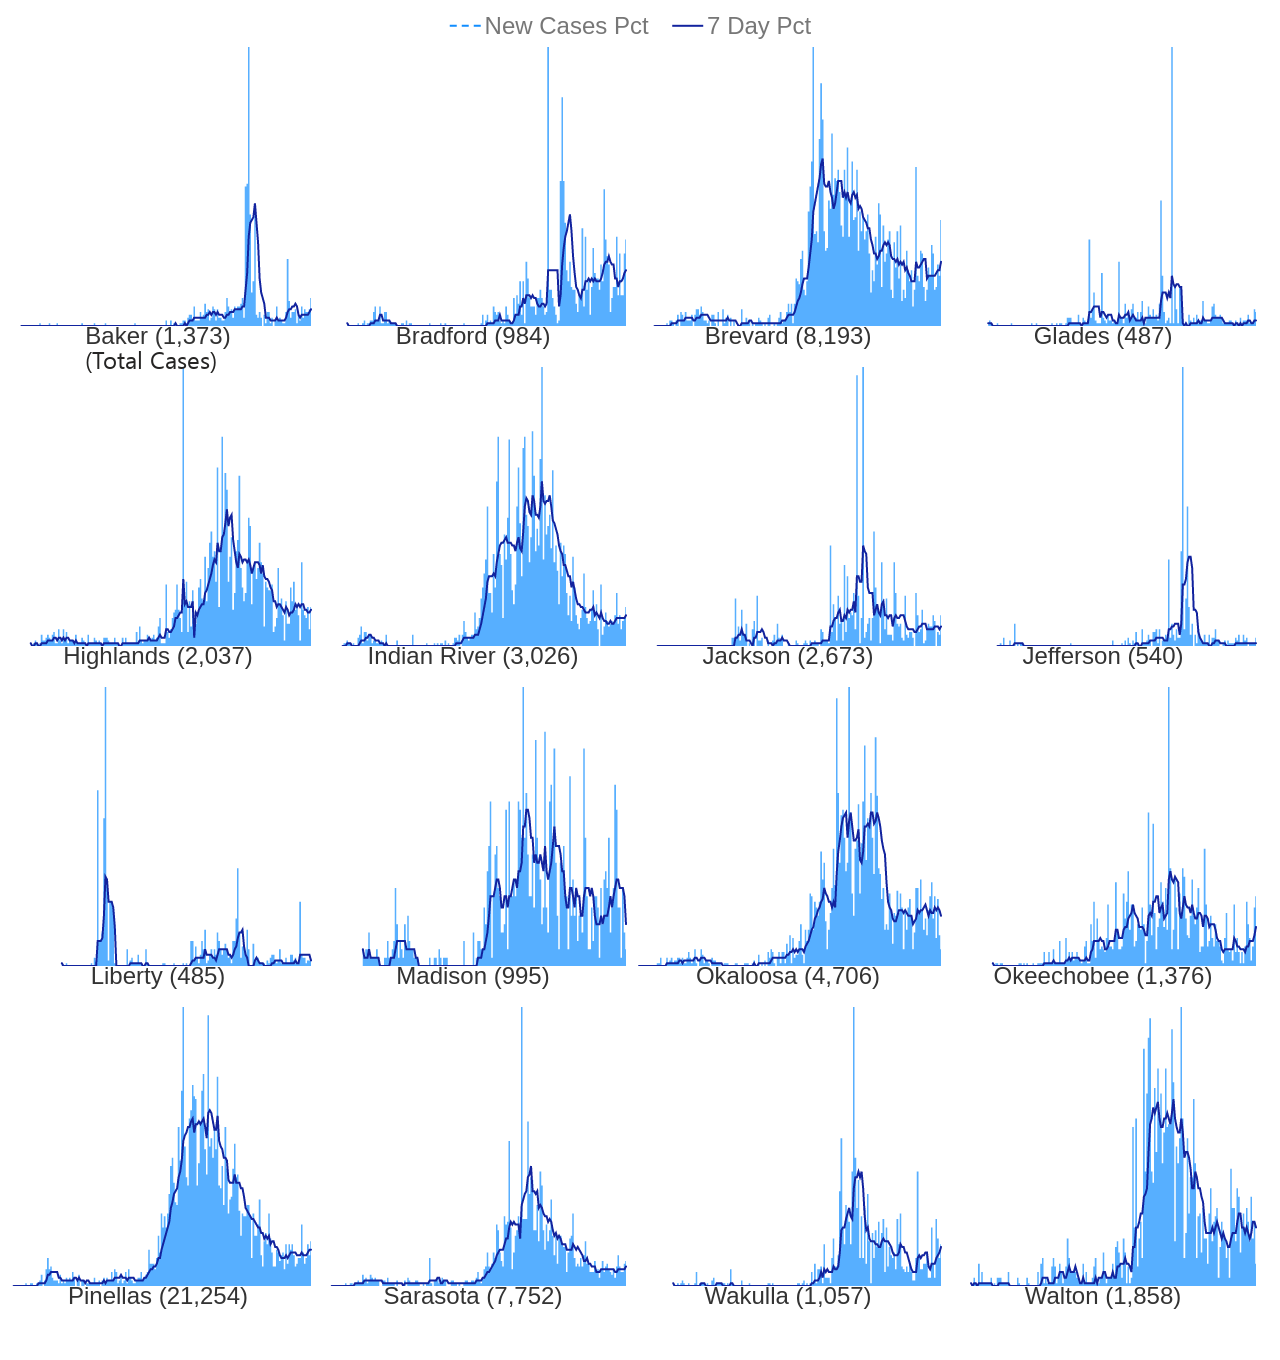 New Cases Pct 7 Day Pct
Baker (1,373) Bradford (984) Brevard (8,193) Glades (487)
(Total Cases)
Highlands (2,037) Indian River (3,026) Jackson (2,673) Jefferson (540)
Liberty (485) Madison (995) Okaloosa (4,706) Okeechobee (1,376)
Pinellas (21,254) Sarasota (7,752) Wakulla (1,057) Walton (1,858)